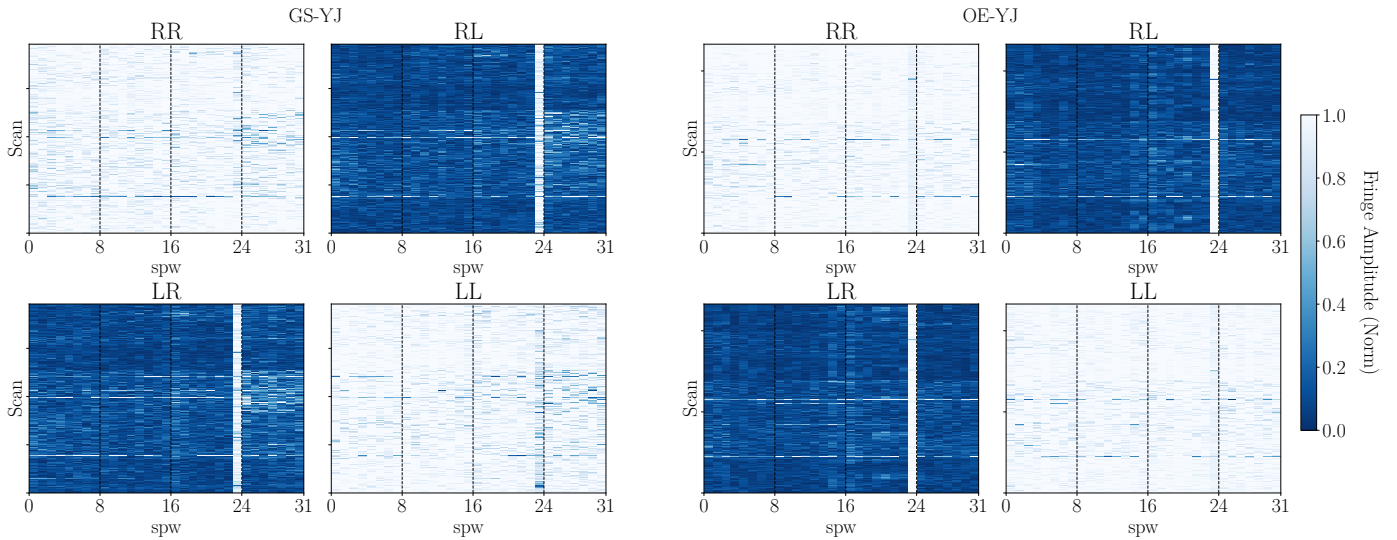 GS-YJ
OE-YJ
RR
RL
RR
RL
Scan
Scan
0 8 16 24 31
0 8 16 24 31
0 8 16 24 31
0 8 16 24 31
spw
spw
spw
spw
LR
LL
LR
LL
Scan
Scan
0 8 16 24 31
0 8 16 24 31
0 8 16 24 31
0 8 16 24 31
spw
spw
spw
spw
1.0
0.8
0.6
0.4
0.2
0.0
Fringe Amplitude (Norm)